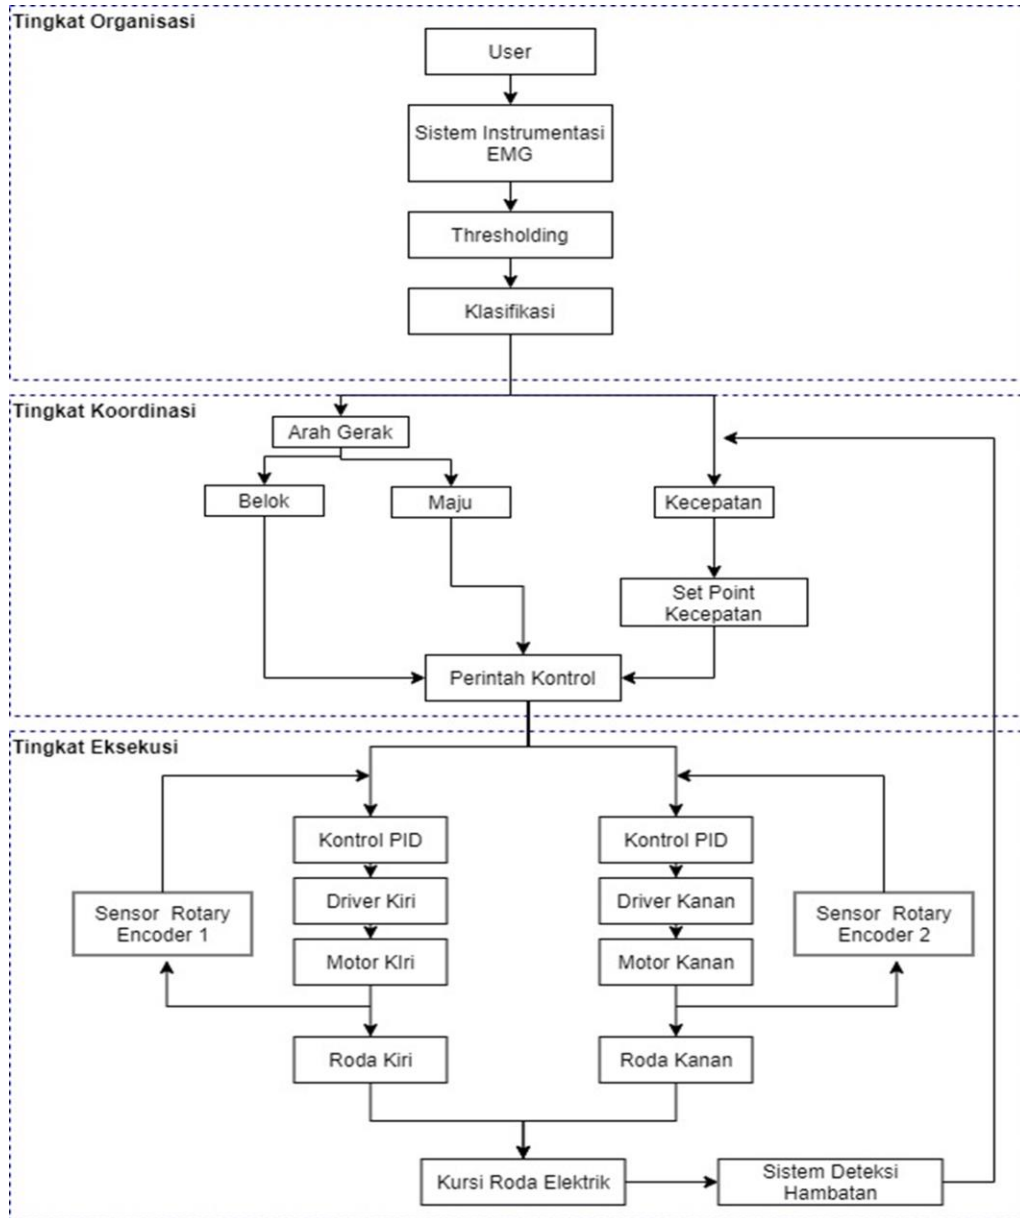 Tingkat Organisasi
User
Sistem Instrumentasi
EMG
Thresholding
Klasifikasi
Tingkat Koordinasi
Arah Gerak
Belok
Maju
Kecepatan
Set Point
Kecepatan
Perintah Kontrol
Tingkat Eksekusi
Kontrol PID
Kontrol PID
Driver Kiri
Driver Kanan
Sensor Rotary
Encoder 1
Sensor Rotary
Encoder 2
Motor KIri
Motor Kanan
Roda Kiri
Roda Kanan
Kursi Roda Elektrik
Sistem Deteksi
Hambatan